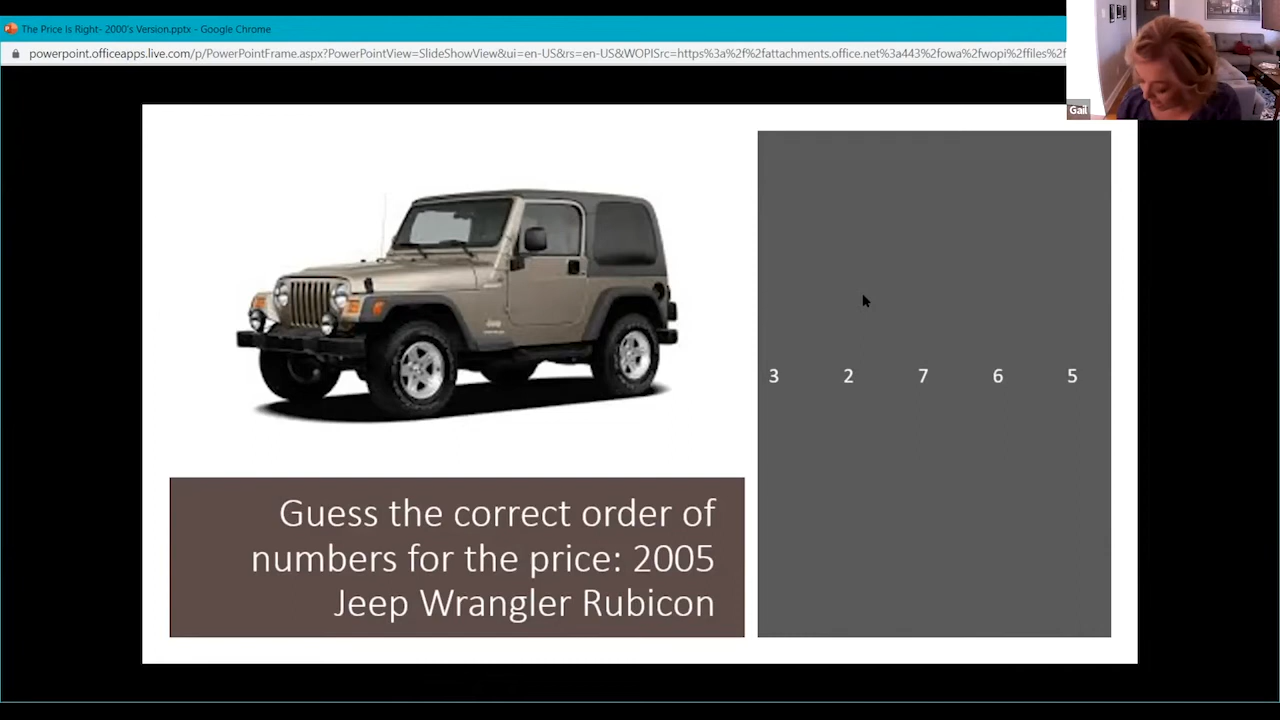 The Price Is Right- 2000's Version.pptx - Google Chrome
powerpoint.officeapps.live.com/p/PowerPointFrame.aspx?PowerPointView=SlideShowView&ui=en-US&rs=en-US&WOPISrc=https%3a%2f%2fattachments.office.net%3a443%2fowa%2fwopi%2ffiles%2f
Gail
3 2 7 6 5
Guess the correct order of
numbers for the price: 2005
Jeep Wrangler Rubicon